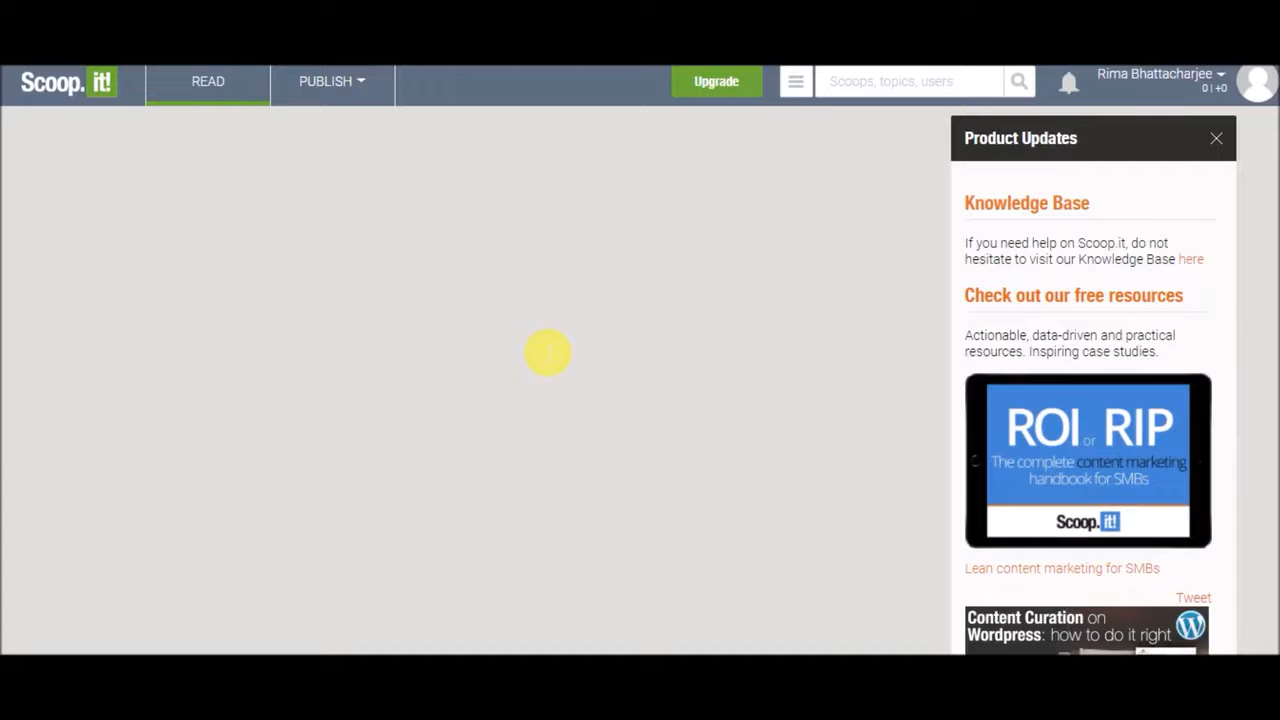 Scoop.it!
READ
PUBLISH
Upgrade
Scoops, topics, users
Rima Bhattacharjee
0 | +0
Product Updates
Knowledge Base
If you need help on Scoop.it, do not
hesitate to visit our Knowledge Base here
Check out our free resources
Actionable, data-driven and practical
resources. Inspiring case studies.
ROI or RIP
The complete content marketing
handbook for SMBs
Scoop.it!
Lean content marketing for SMBs
Tweet
Content Curation on
Wordpress: how to do it right